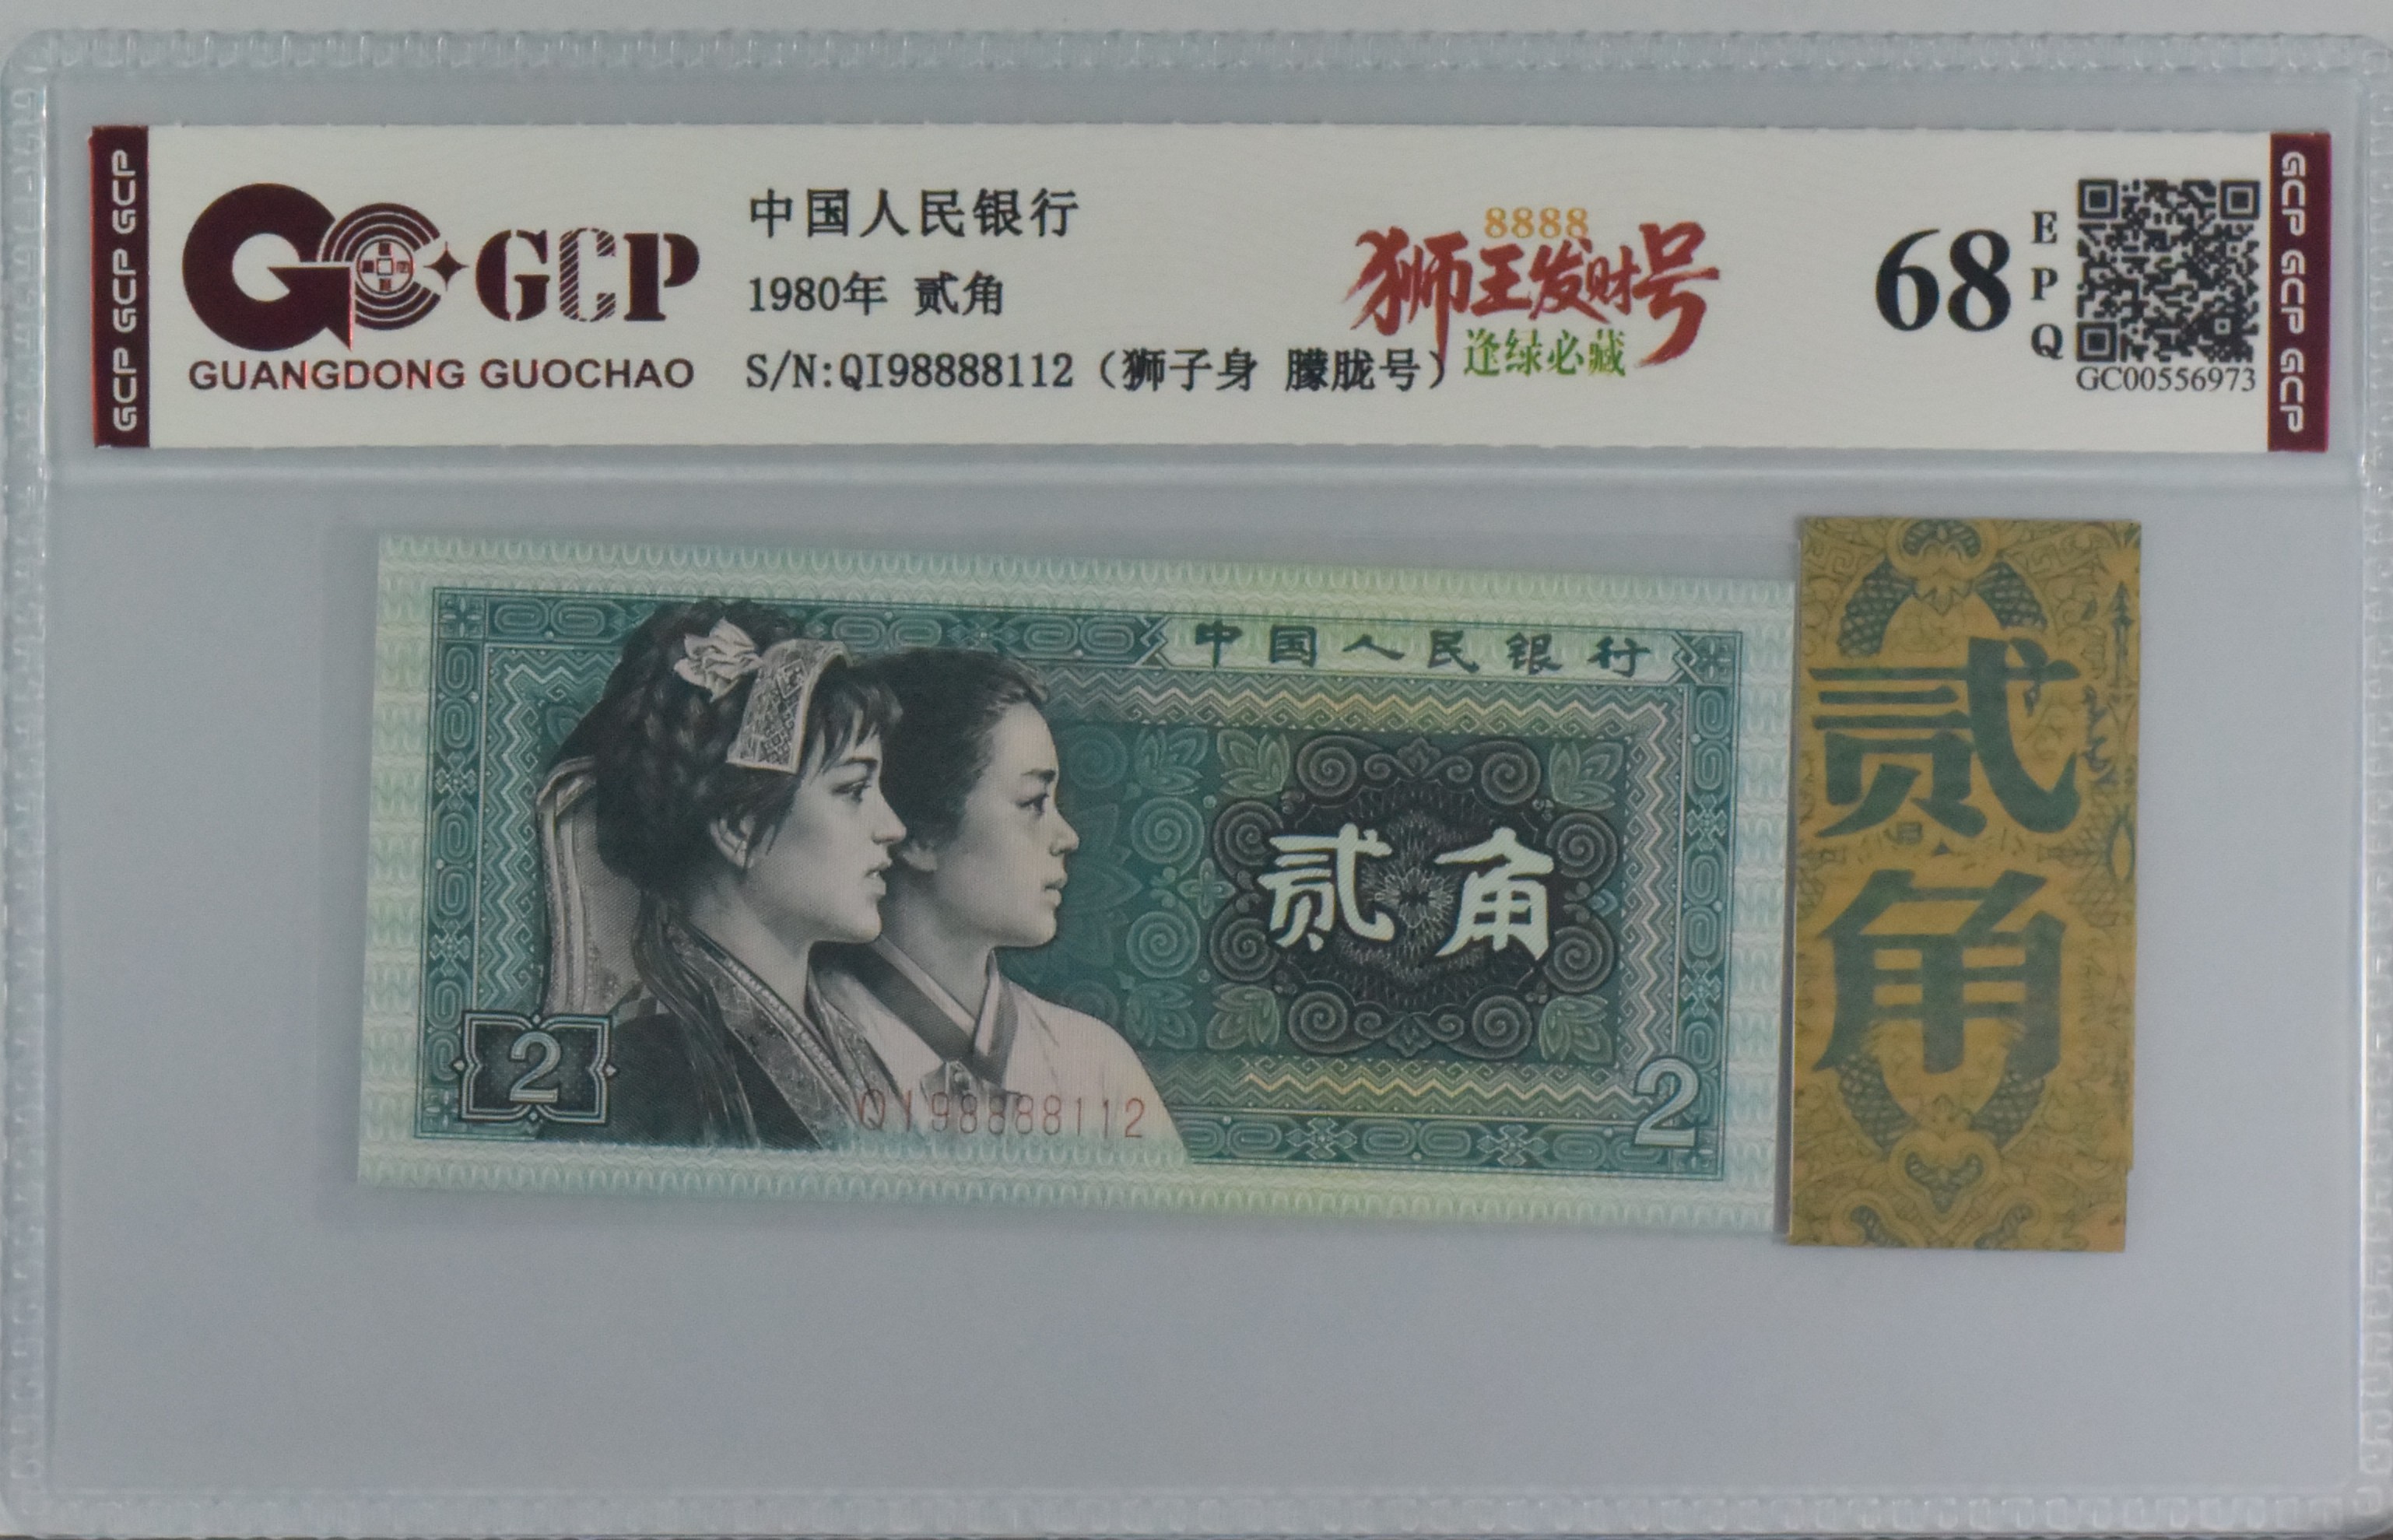 GCP GCP GCP
GCP
GUANGDONG GUOCHAO
中国人民银行
1980年 贰角
S/N:QI98888112（狮子身 朦胧号）
8888
狮王发财号
逢绿必藏
68
E
P
Q
GC00556973
GCP GCP GCP
中国人民银行
贰角
2
QI98888112
2
贰
角